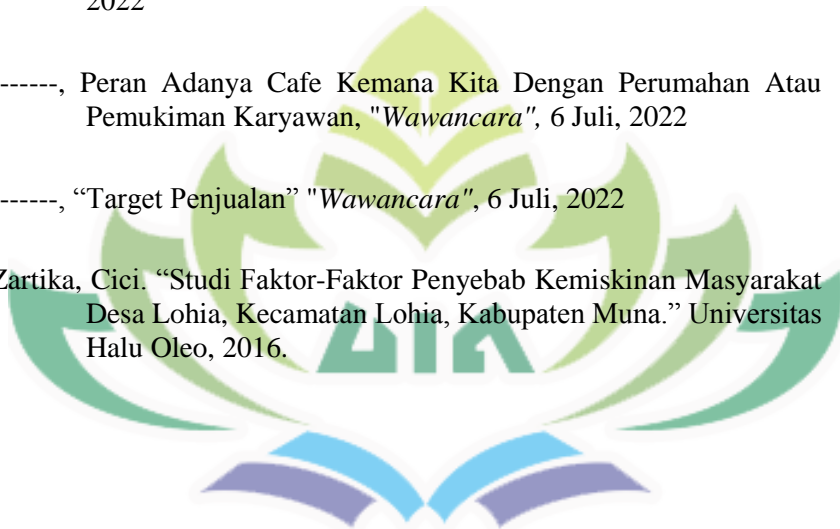 2022
------, Peran Adanya Cafe Kemana Kita Dengan Perumahan Atau
Pemukiman Karyawan, "Wawancara", 6 Juli, 2022
------, “Target Penjualan” "Wawancara", 6 Juli, 2022
Zartika, Cici. “Studi Faktor-Faktor Penyebab Kemiskinan Masyarakat
Desa Lohia, Kecamatan Lohia, Kabupaten Muna.” Universitas
Halu Oleo, 2016.